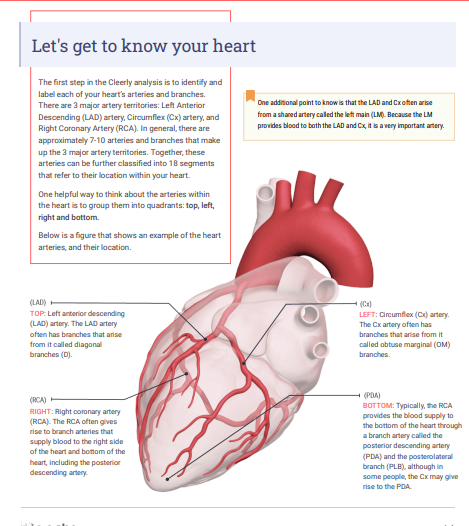 Let's get to know your heart
The first step in the Cleerly analysis is to identify and
label each of your heart's arteries and branches.
There are 3 major artery territories: Left Anterior
Descending (LAD) artery, Circumflex (Cx) artery, and
Right Coronary Artery (RCA). In general, there are
approximately 7-10 arteries and branches that make
up the 3 major artery territories. Together, these
arteries can be further classified into 18 segments
that refer to their location within your heart.
One helpful way to think about the arteries within
the heart is to group them into quadrants: top, left,
right and bottom.
Below is a figure that shows an example of the heart
arteries, and their location.
One additional point to know is that the LAD and Cx often arise
from a shared artery called the left main (LM). Because the LM
provides blood to both the LAD and Cx, it is a very important artery.
(LAD)
TOP: Left anterior descending
(LAD) artery. The LAD artery
often has branches that arise
from it called diagonal
branches (D).
(Cx)
LEFT: Circumflex (Cx) artery.
The Cx artery often has
branches that arise from it
called obtuse marginal (OM)
branches.
(RCA)
RIGHT: Right coronary artery
(RCA). The RCA often gives
rise to branch arteries that
supply blood to the right side
of the heart and bottom of the
heart, including the posterior
descending artery.
(PDA)
BOTTOM: Typically, the RCA
provides the blood supply to
the bottom of the heart through
a branch artery called the
posterior descending artery
(PDA) and the posterolateral
branch (PLB), although in
some people, the Cx may give
rise to the PDA.